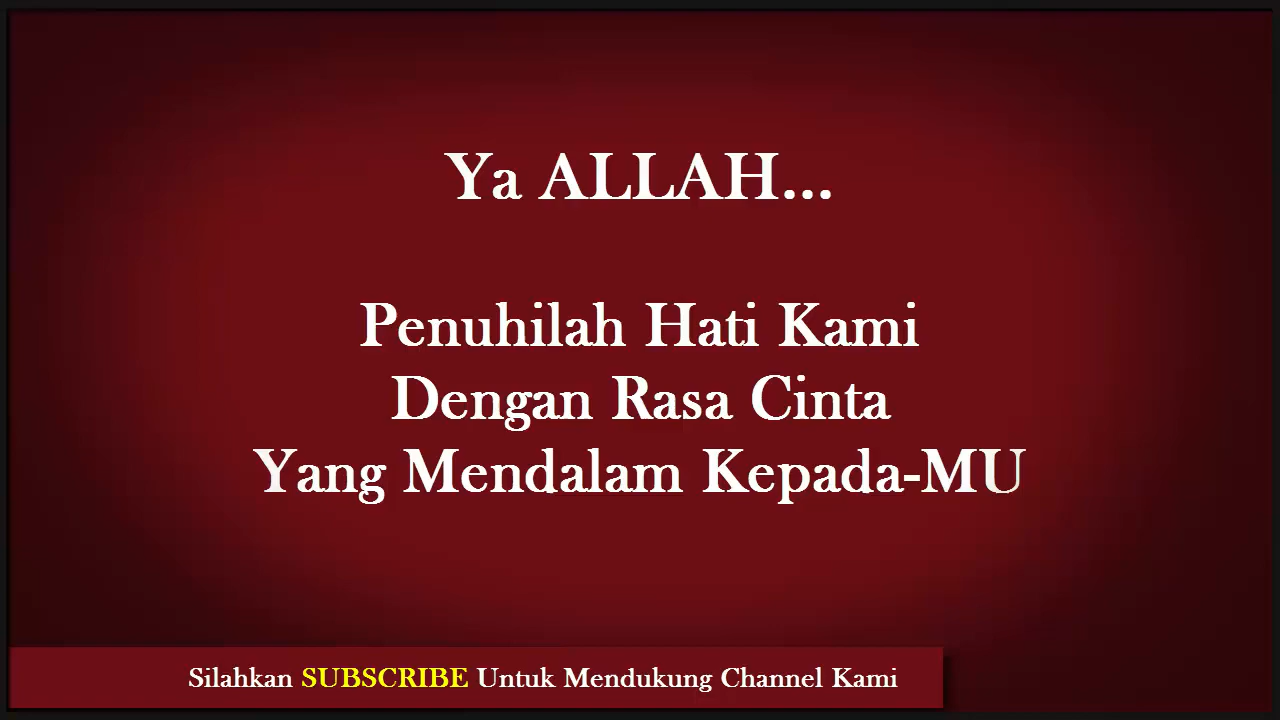 Ya ALLAH...
Penuhilah Hati Kami
Dengan Rasa Cinta
Yang Mendalam Kepada-MU
Silahkan SUBSCRIBE Untuk Mendukung Channel Kami